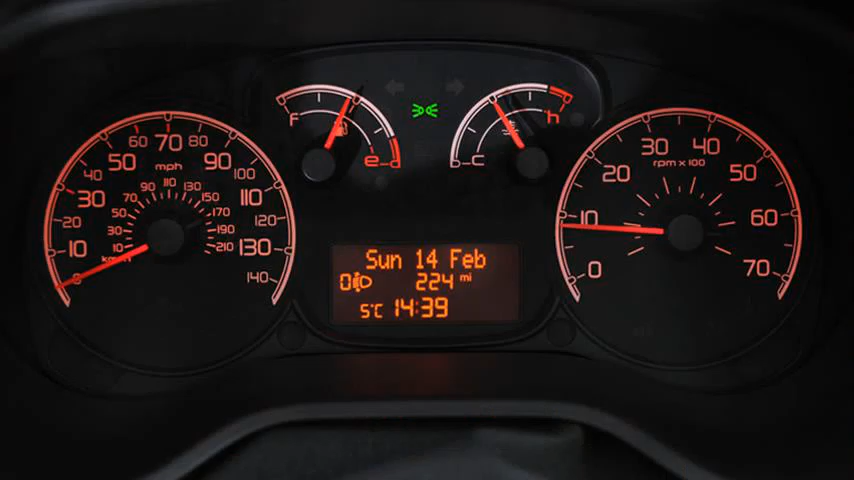 f
e
c
h
60 70 80
50 mph 90
40 100
30 110
20 120
10 130
0 140
90 110 130
70 150
50 170
30 190
10 210
km/h
Sun 14 Feb
0 224 mi
5°C 14:39
30 40
rpm x 100
20 50
10 60
0 70